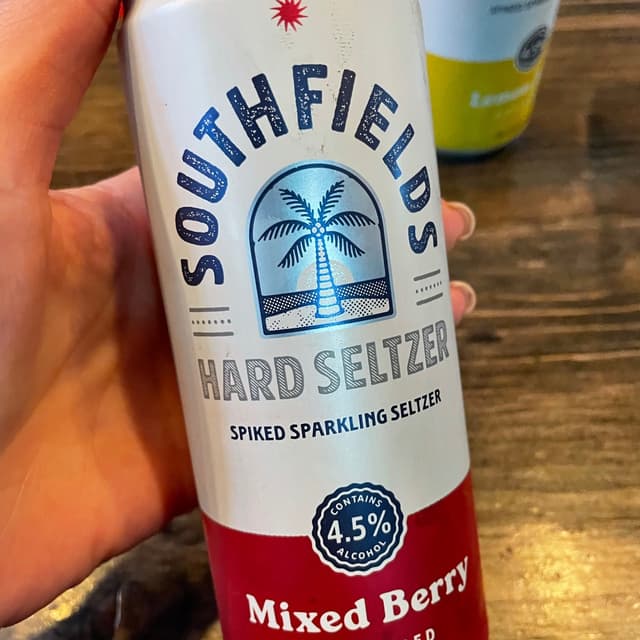 SOUTHFIELDS
HARD SELTZER
SPIKED SPARKLING SELTZER
CONTAINS
4.5%
ALCOHOL
Mixed Berry